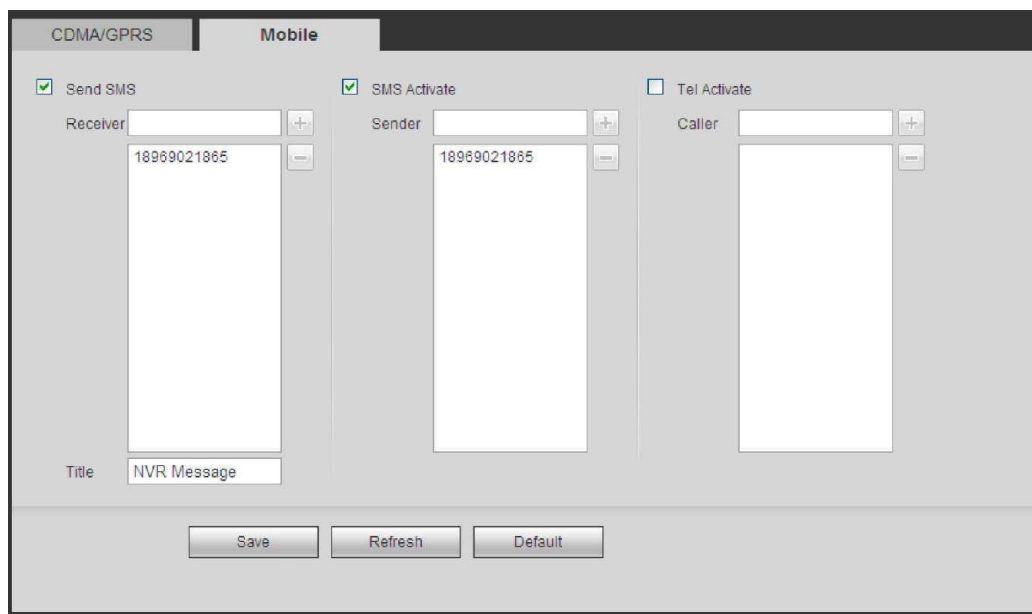 CDMA/GPRS Mobile
Send SMS SMS Activate Tel Activate
Receiver Sender Caller
18969021865 18969021865
Title NVR Message
Save Refresh Default